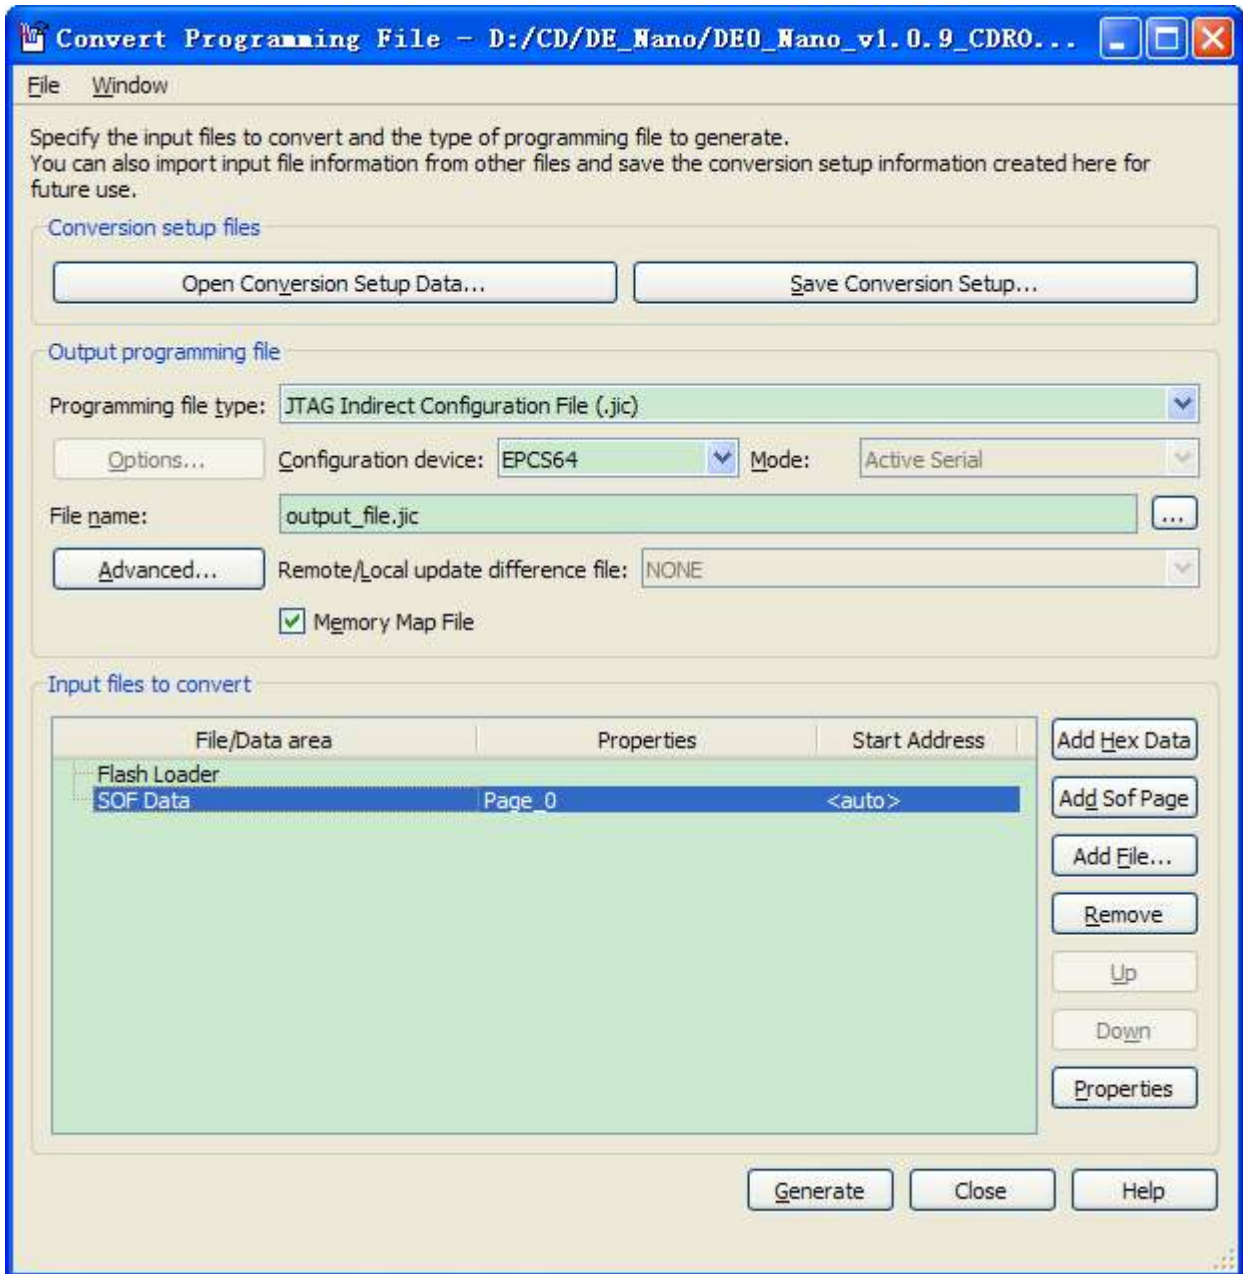 Convert Programming File - D:/CD/DE_Nano/DE0_Nano_v1.0.9_CDRO...
File Window
Specify the input files to convert and the type of programming file to generate.
You can also import input file information from other files and save the conversion setup information created here for
future use.
Conversion setup files
Open Conversion Setup Data... Save Conversion Setup...
Output programming file
Programming file type: JTAG Indirect Configuration File (.jic)
Options... Configuration device: EPCS64 Mode: Active Serial
File name: output_file.jic ...
Advanced... Remote/Local update difference file: NONE
Memory Map File
Input files to convert
File/Data area Properties Start Address Add Hex Data
Flash Loader
SOF Data Page_0 <auto> Add Sof Page
Add File...
Remove
Up
Down
Properties
Generate Close Help